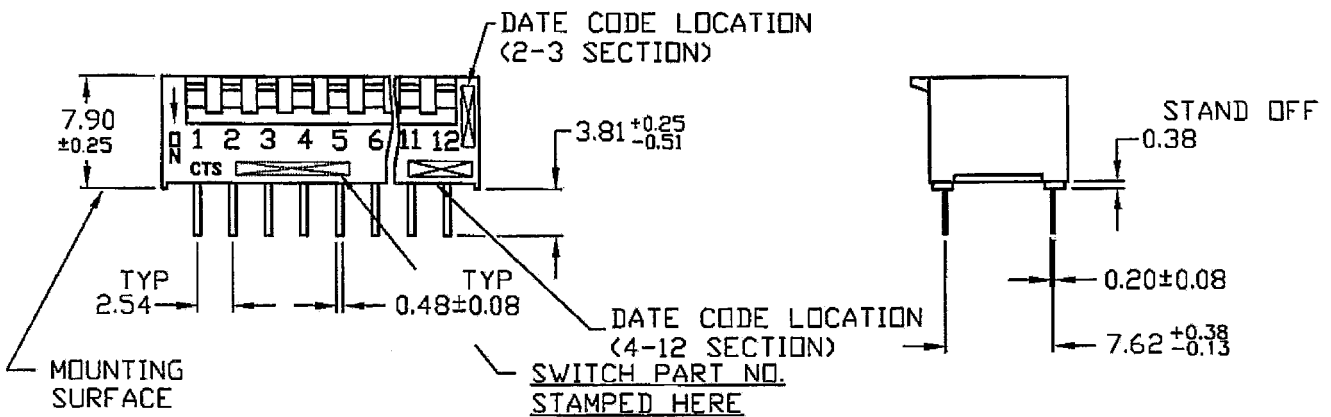 DATE CODE LOCATION
(2-3 SECTION)
7.90
±0.25
ON
1 2 3 4 5 6 11 12
CTS
3.81 +0.25
-0.51
STAND OFF
0.38
TYP
2.54
TYP
0.48±0.08
0.20±0.08
DATE CODE LOCATION
(4-12 SECTION)
7.62 +0.38
-0.13
MOUNTING
SURFACE
SWITCH PART NO.
STAMPED HERE